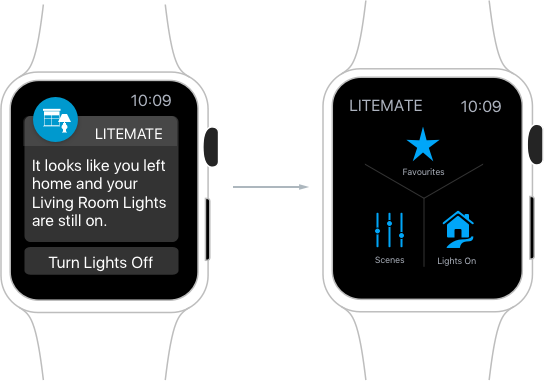 10:09
LITEMATE
It looks like you left
home and your
Living Room Lights
are still on.
Turn Lights Off
LITEMATE 10:09
Favourites
Scenes
Lights On